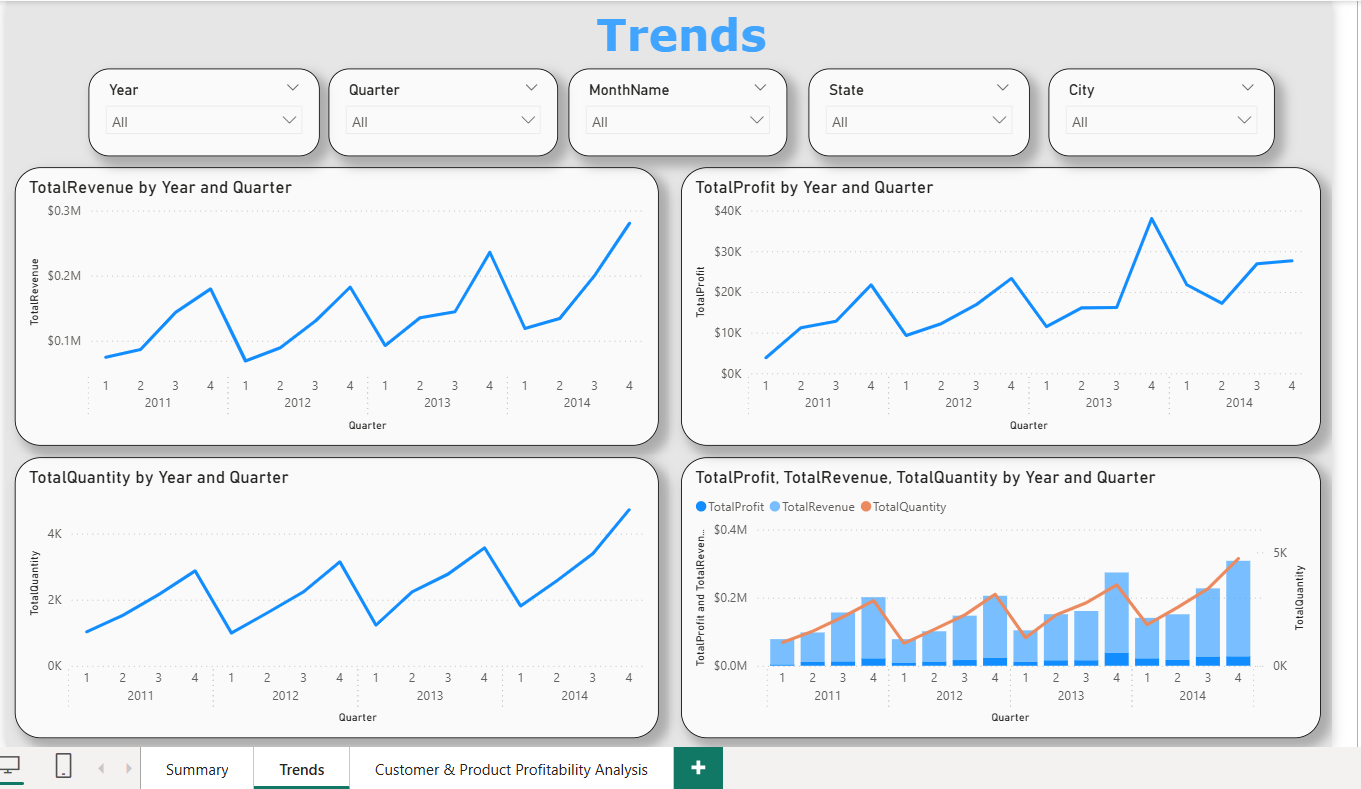 Trends
Year Quarter MonthName State City
All All All All All
TotalRevenue by Year and Quarter
TotalRevenue
$0.3M
$0.2M
$0.1M
1 2 3 4 1 2 3 4 1 2 3 4 1 2 3 4
2011 2012 2013 2014
Quarter
TotalProfit by Year and Quarter
TotalProfit
$40K
$30K
$20K
$10K
$0K
1 2 3 4 1 2 3 4 1 2 3 4 1 2 3 4
2011 2012 2013 2014
Quarter
TotalQuantity by Year and Quarter
TotalQuantity
4K
2K
0K
1 2 3 4 1 2 3 4 1 2 3 4 1 2 3 4
2011 2012 2013 2014
Quarter
TotalProfit, TotalRevenue, TotalQuantity by Year and Quarter
TotalProfit TotalRevenue TotalQuantity
TotalProfit and TotalReven...
$0.4M
$0.2M
$0.0M
5K
0K
TotalQuantity
1 2 3 4 1 2 3 4 1 2 3 4 1 2 3 4
2011 2012 2013 2014
Quarter
Summary Trends Customer & Product Profitability Analysis +